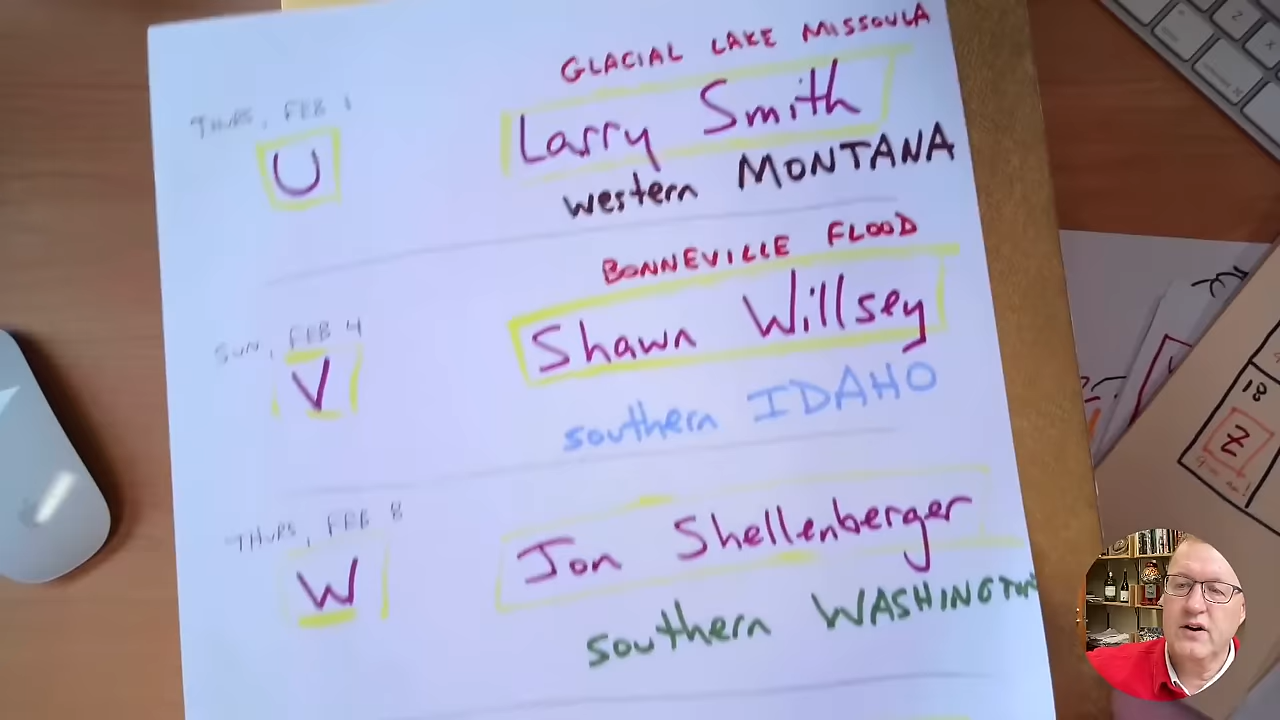 GLACIAL LAKE MISSOULA
THURS, FEB 1
U
Larry Smith
western MONTANA
BONNEVILLE FLOOD
SUN, FEB 4
V
Shawn Willsey
southern IDAHO
THURS, FEB 8
W
Jon Shellenberger
southern WASHINGTON
18
Z